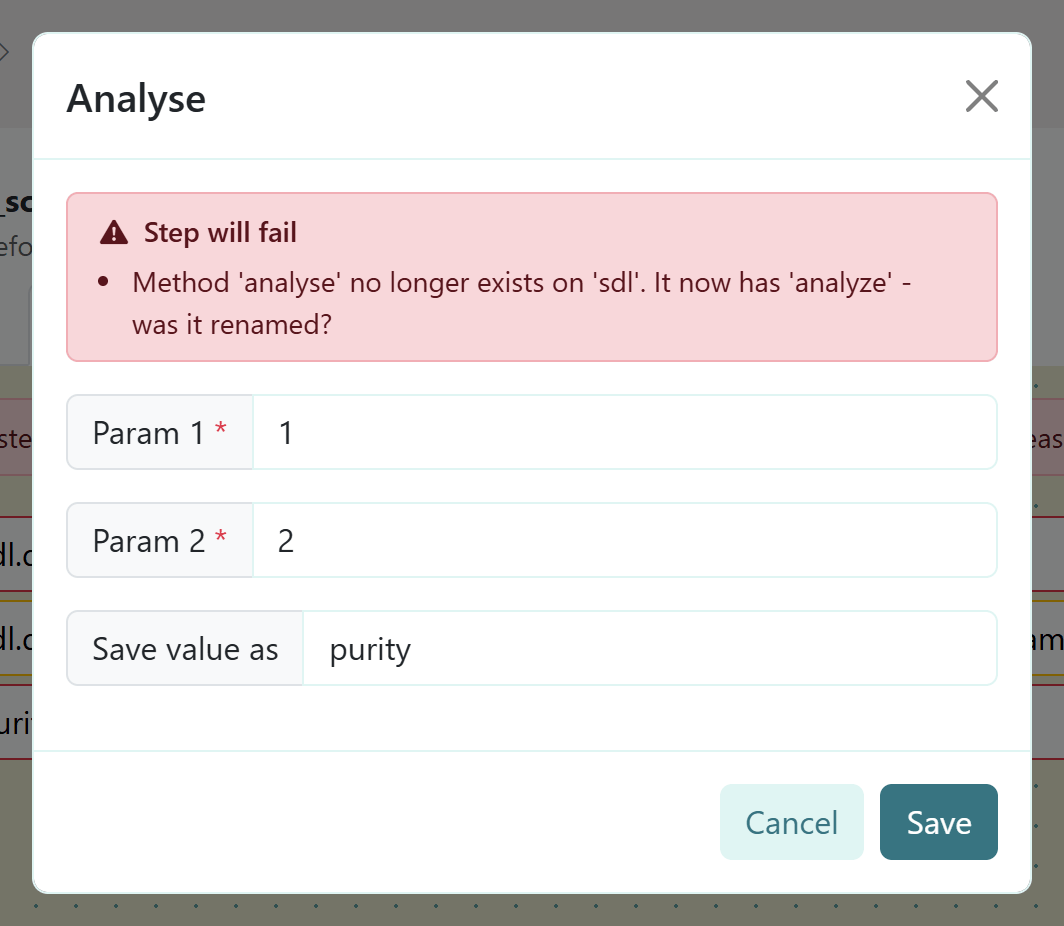 Analyse
Step will fail
Method 'analyse' no longer exists on 'sdl'. It now has 'analyze' -
was it renamed?
Param 1 *
1
Param 2 *
2
Save value as
purity
Cancel
Save